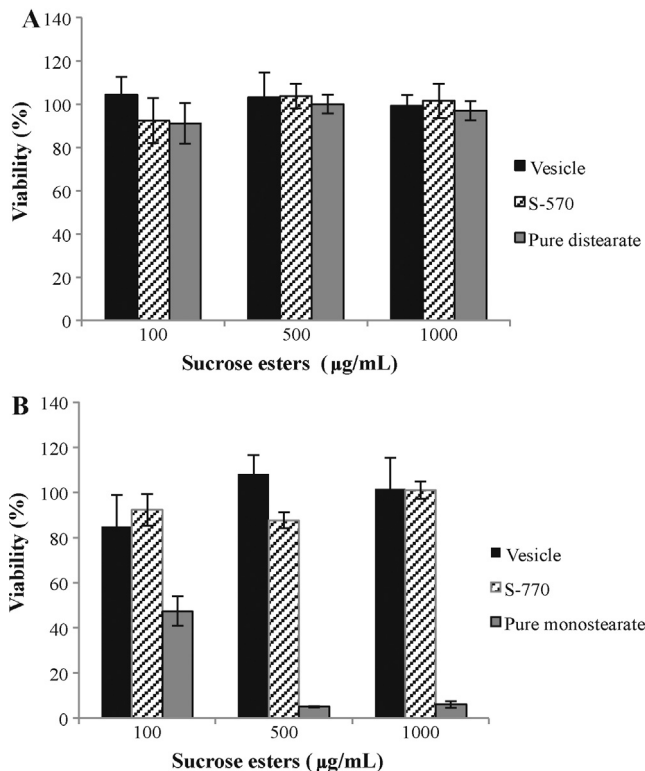 A
140
120
100
80
60
40
20
0
Viability (%)
100 500 1000
Sucrose esters (µg/mL)
Vesicle
S-570
Pure distearate
B
140
120
100
80
60
40
20
0
Viability (%)
100 500 1000
Sucrose esters (µg/mL)
Vesicle
S-770
Pure monostearate